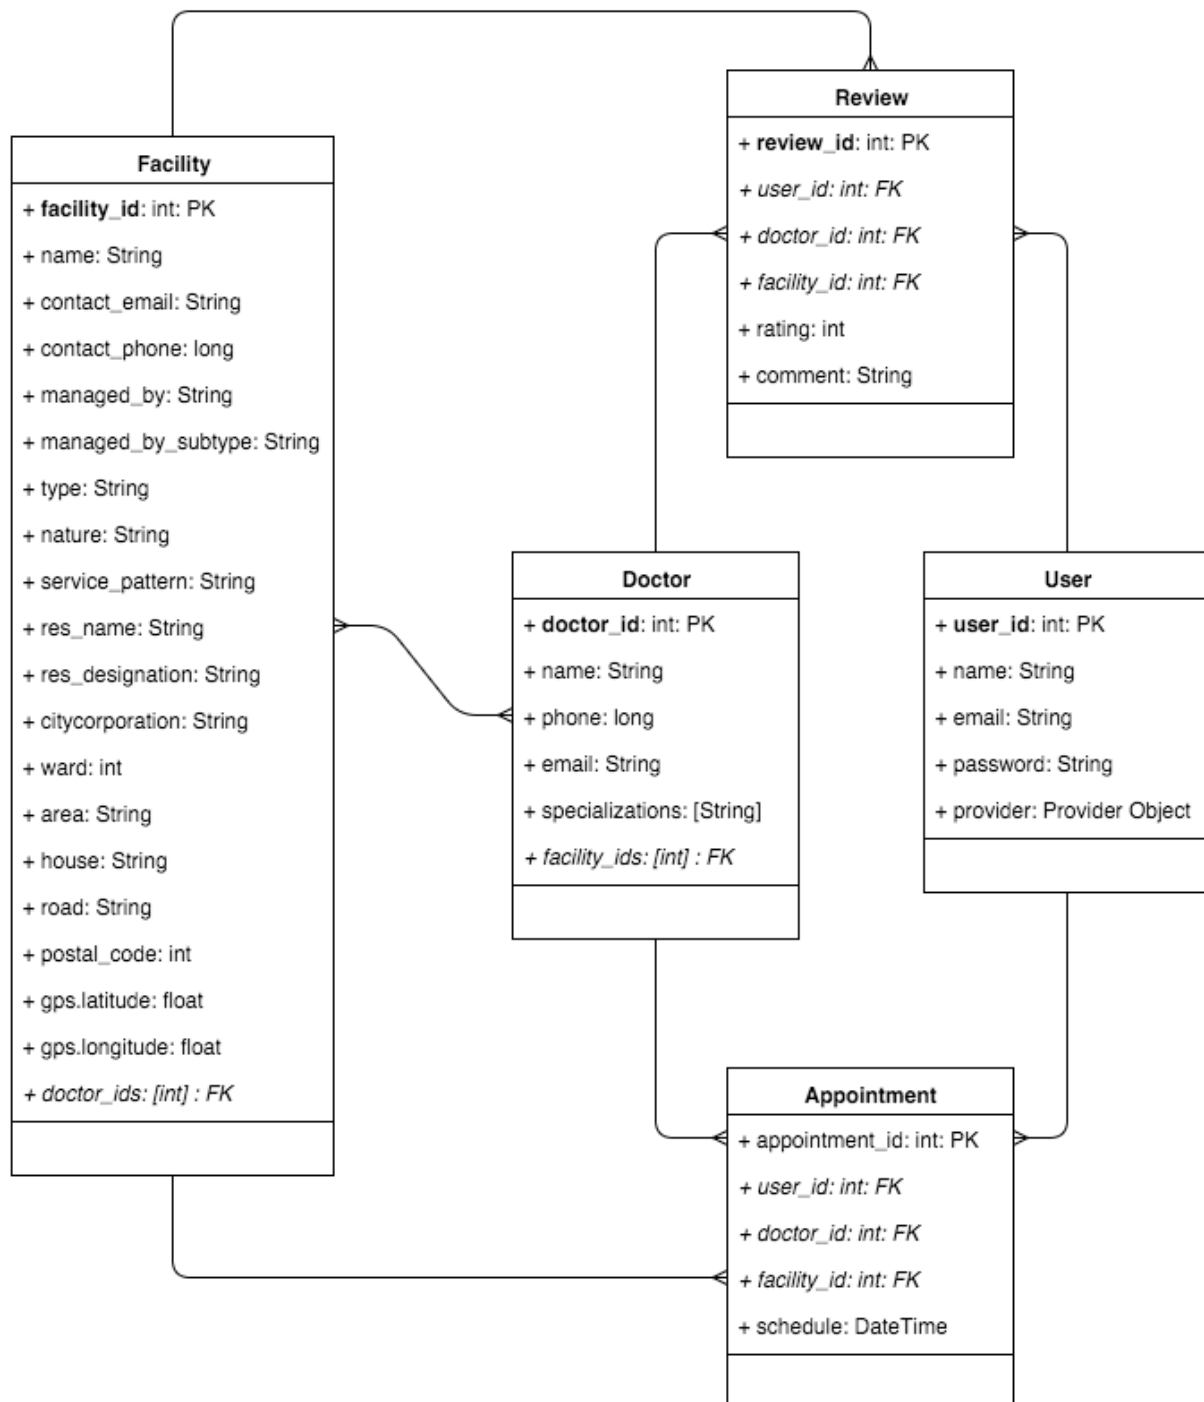 Review
+ review_id: int: PK
+ user_id: int: FK
+ doctor_id: int: FK
+ facility_id: int: FK
+ rating: int
+ comment: String
Facility
+ facility_id: int: PK
+ name: String
+ contact_email: String
+ contact_phone: long
+ managed_by: String
+ managed_by_subtype: String
+ type: String
+ nature: String
+ service_pattern: String
+ res_name: String
+ res_designation: String
+ citycorporation: String
+ ward: int
+ area: String
+ house: String
+ road: String
+ postal_code: int
+ gps.latitude: float
+ gps.longitude: float
+ doctor_ids: [int] : FK
Doctor
+ doctor_id: int: PK
+ name: String
+ phone: long
+ email: String
+ specializations: [String]
+ facility_ids: [int] : FK
User
+ user_id: int: PK
+ name: String
+ email: String
+ password: String
+ provider: Provider Object
Appointment
+ appointment_id: int: PK
+ user_id: int: FK
+ doctor_id: int: FK
+ facility_id: int: FK
+ schedule: DateTime